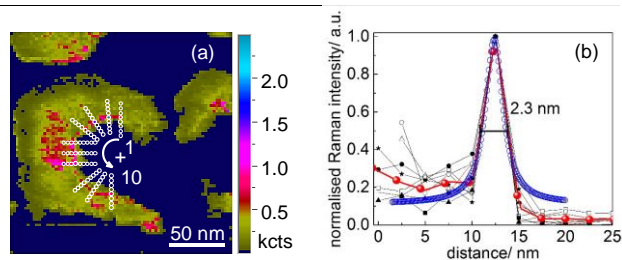 (a)
1
+
10
50 nm
2.0
1.5
1.0
0.5
kcts
(b)
normalised Raman intensity/ a.u.
1.0
0.8
0.6
0.4
0.2
0.0
2.3 nm
0 5 10 15 20 25
distance/ nm